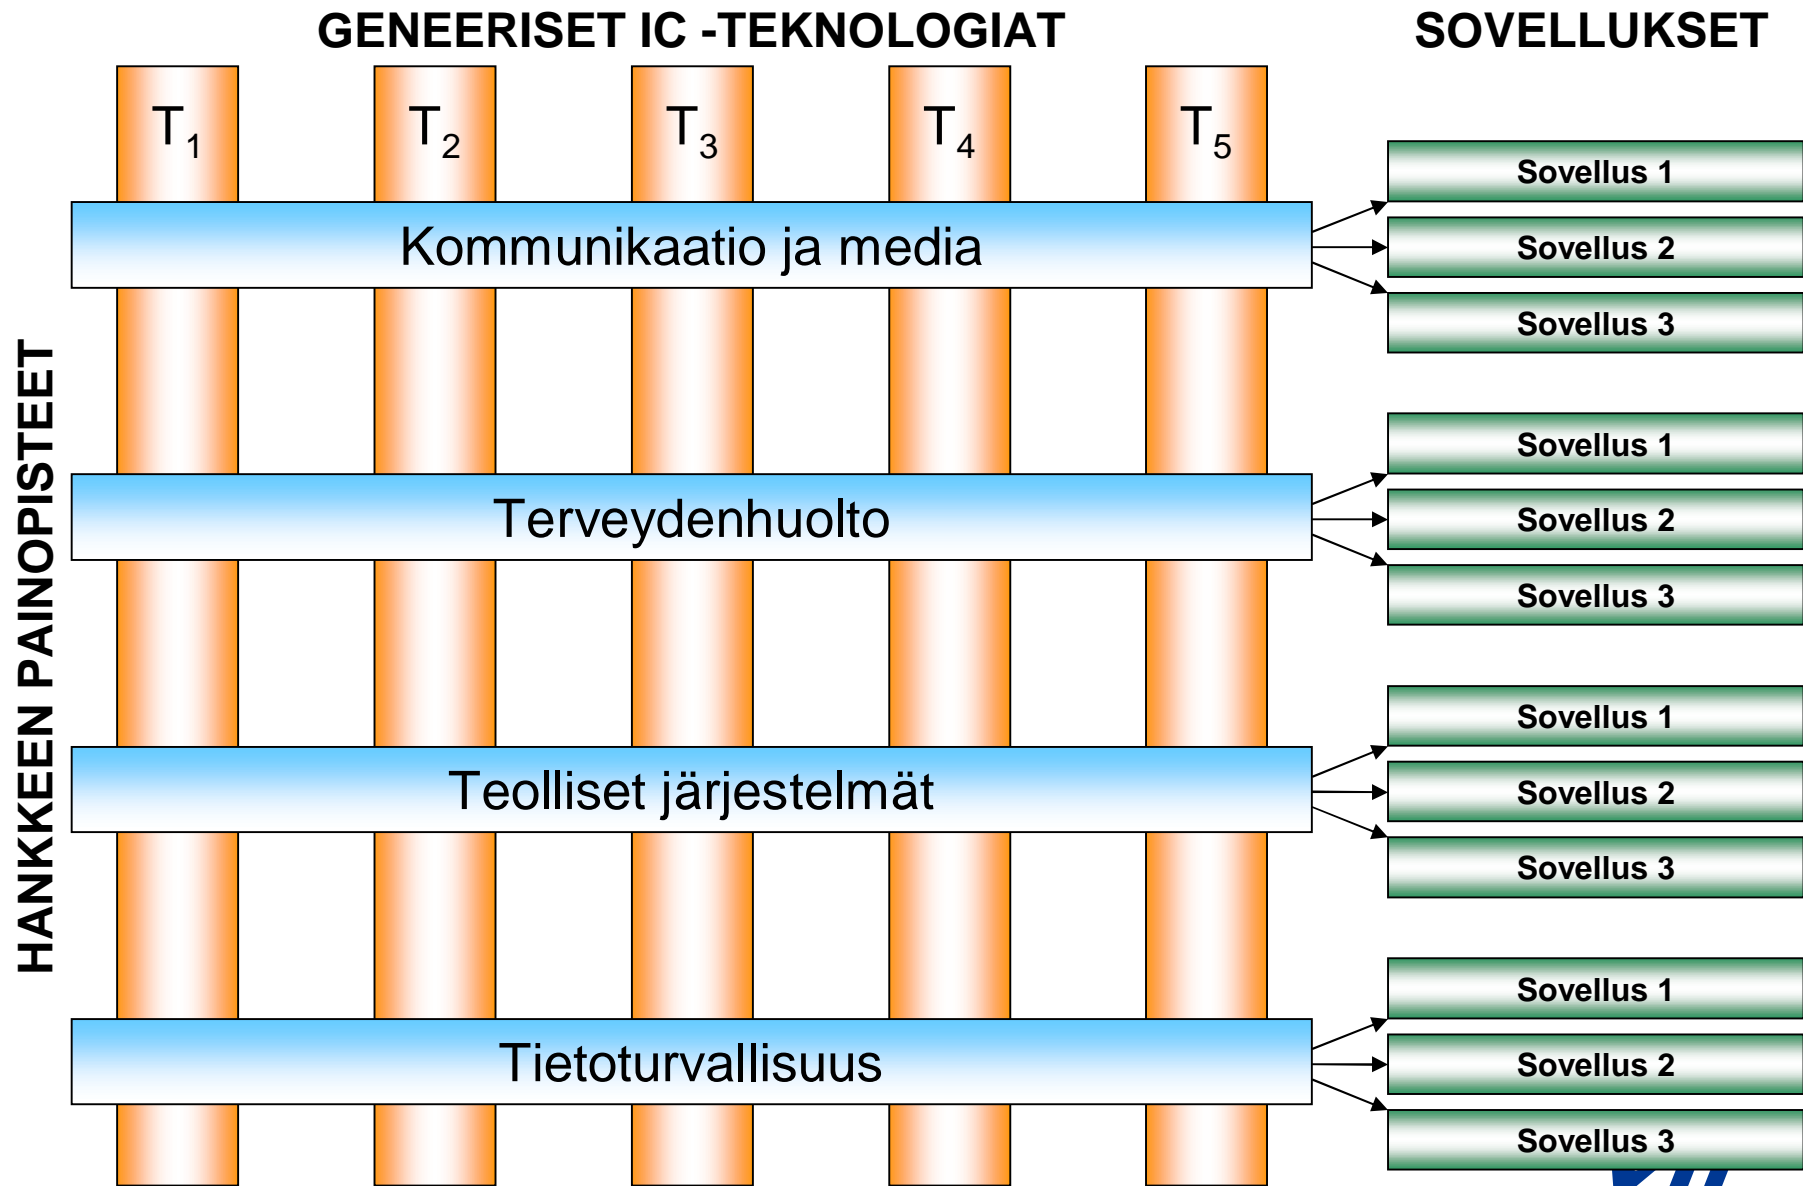 GENEERISET IC -TEKNOLOGIAT
SOVELLUKSET
HANKKEEN PAINOPISTEET
T1
T2
T3
T4
T5
Kommunikaatio ja media
Sovellus 1
Sovellus 2
Sovellus 3
Terveydenhuolto
Sovellus 1
Sovellus 2
Sovellus 3
Teolliset järjestelmät
Sovellus 1
Sovellus 2
Sovellus 3
Tietoturvallisuus
Sovellus 1
Sovellus 2
Sovellus 3